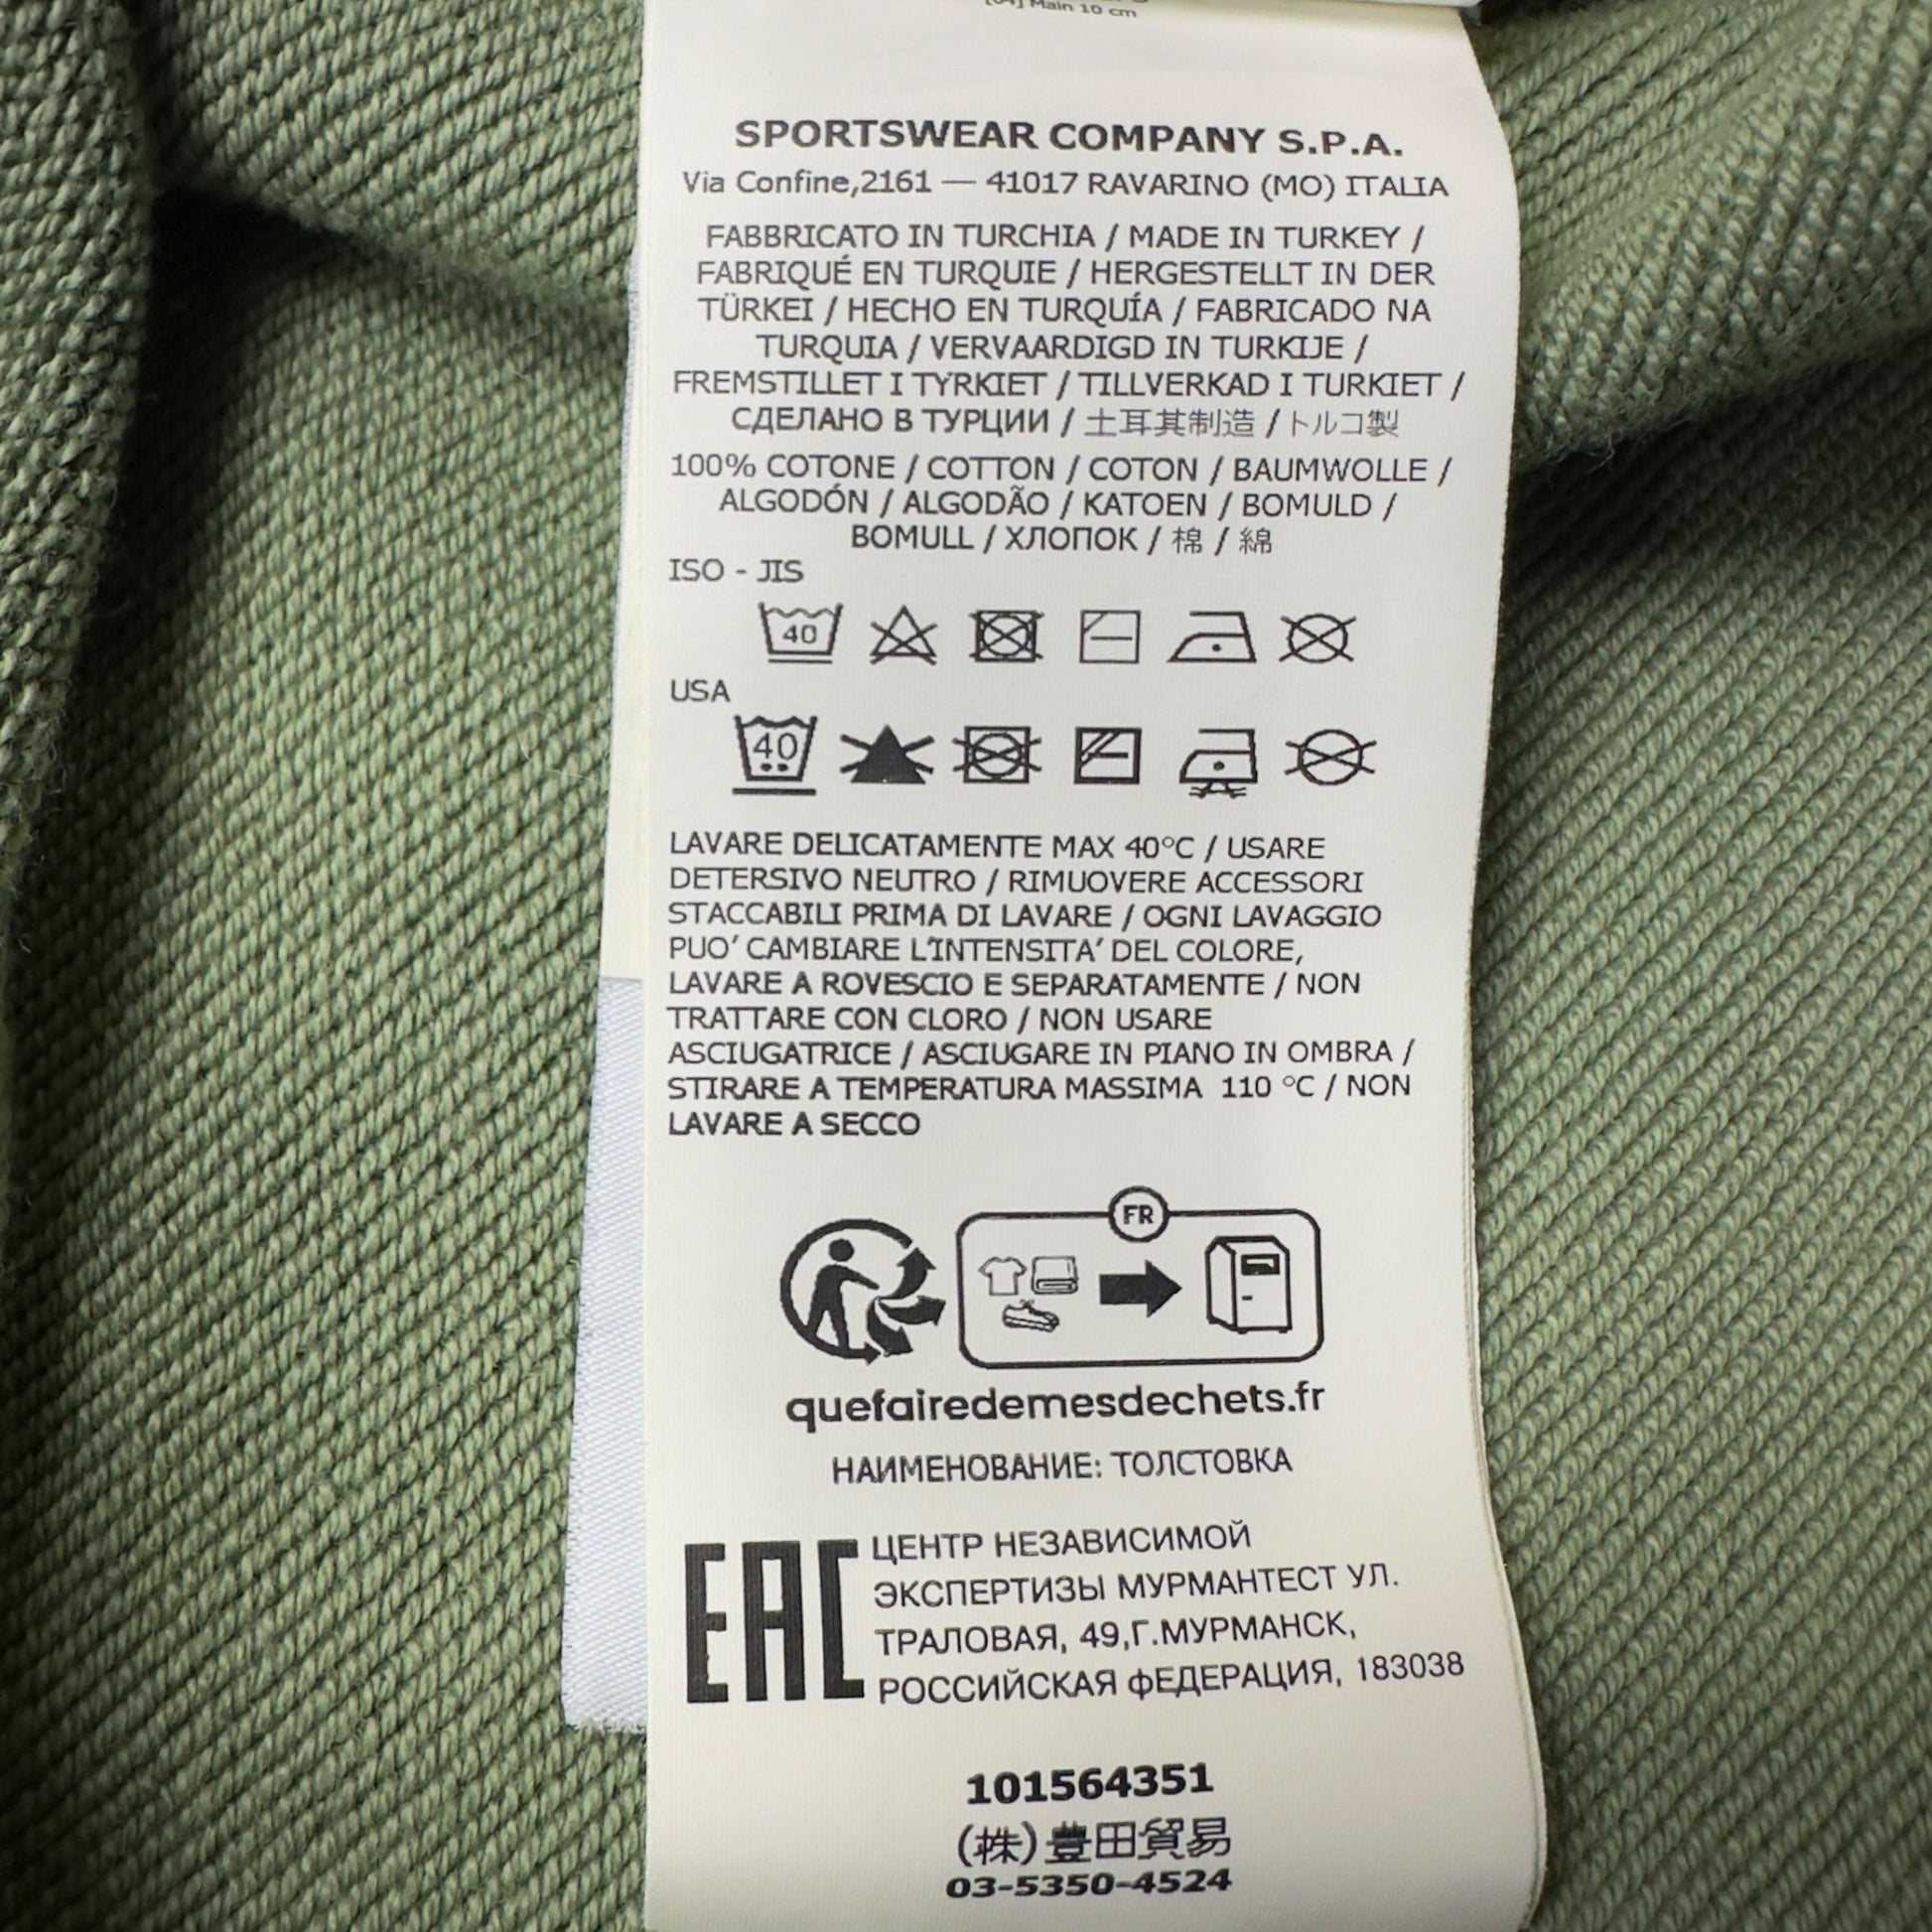 Main 10 cm
SPORTSWEAR COMPANY S.P.A.
Via Confine,2161 — 41017 RAVARINO (MO) ITALIA
FABBRICATO IN TURCHIA / MADE IN TURKEY /
FABRIQUÉ EN TURQUIE / HERGESTELLT IN DER
TÜRKEI / HECHO EN TURQUÍA / FABRICADO NA
TURQUIA / VERVAARDIGD IN TURKIJE /
FREMSTILLET I TYRKIET / TILLVERKAD I TURKIET /
СДЕЛАНО В ТУРЦИИ / 土耳其制造 / トルコ製
100% COTONE / COTTON / COTON / BAUMWOLLE /
ALGODÓN / ALGODÃO / KATOEN / BOMULD /
BOMULL / ХЛОПОК / 棉 / 綿
ISO - JIS
40
USA
40
LAVARE DELICATAMENTE MAX 40°C / USARE
DETERSIVO NEUTRO / RIMUOVERE ACCESSORI
STACCABILI PRIMA DI LAVARE / OGNI LAVAGGIO
PUO' CAMBIARE L'INTENSITA' DEL COLORE,
LAVARE A ROVESCIO E SEPARATAMENTE / NON
TRATTARE CON CLORO / NON USARE
ASCIUGATRICE / ASCIUGARE IN PIANO IN OMBRA /
STIRARE A TEMPERATURA MASSIMA 110 °C / NON
LAVARE A SECCO
FR
quefairedemesdechets.fr
НАИМЕНОВАНИЕ: ТОЛСТОВКА
EAC
ЦЕНТР НЕЗАВИСИМОЙ
ЭКСПЕРТИЗЫ МУРМАНТЕСТ УЛ.
ТРАЛОВАЯ, 49,Г.МУРМАНСК,
РОССИЙСКАЯ ФЕДЕРАЦИЯ, 183038
101564351
(株)豊田貿易
03-5350-4524